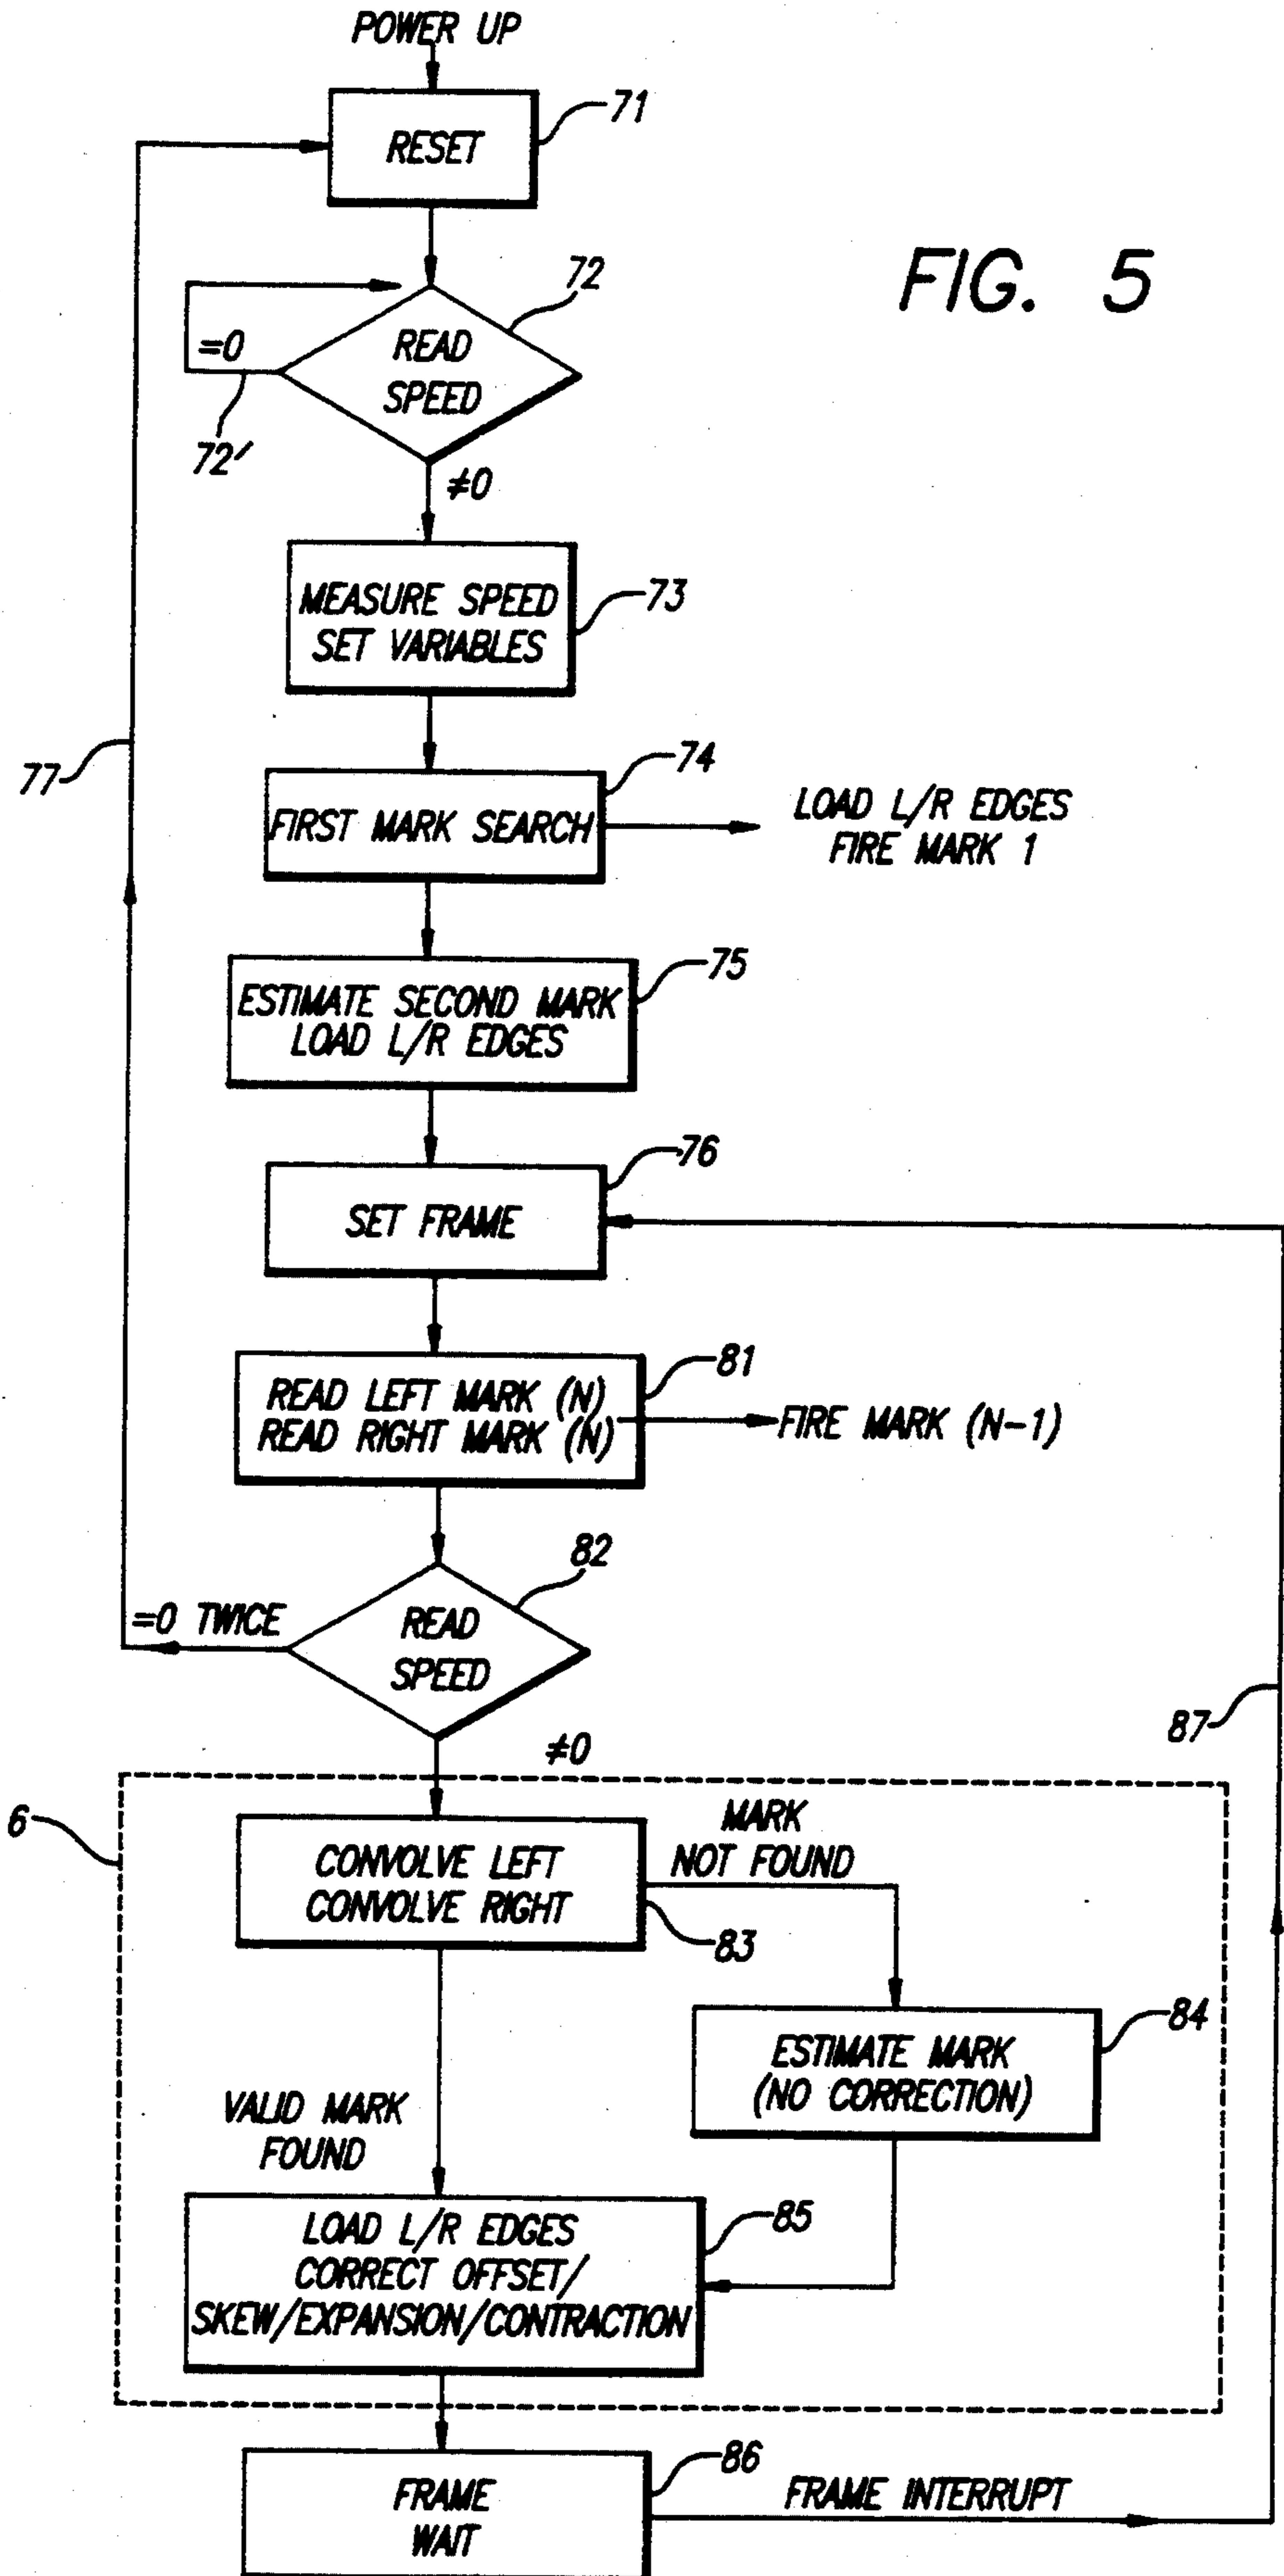 POWER UP
71
RESET
FIG. 5
72
=0
READ
SPEED
72'
≠0
MEASURE SPEED
SET VARIABLES
73
77
74
FIRST MARK SEARCH
LOAD L/R EDGES
FIRE MARK 1
75
ESTIMATE SECOND MARK
LOAD L/R EDGES
76
SET FRAME
81
READ LEFT MARK (N)
READ RIGHT MARK (N)
FIRE MARK (N-1)
82
=0 TWICE
READ
SPEED
87
≠0
6
CONVOLVE LEFT
CONVOLVE RIGHT
MARK
NOT FOUND
83
84
ESTIMATE MARK
(NO CORRECTION)
VALID MARK
FOUND
85
LOAD L/R EDGES
CORRECT OFFSET/
SKEW/EXPANSION/CONTRACTION
86
FRAME
WAIT
FRAME INTERRUPT